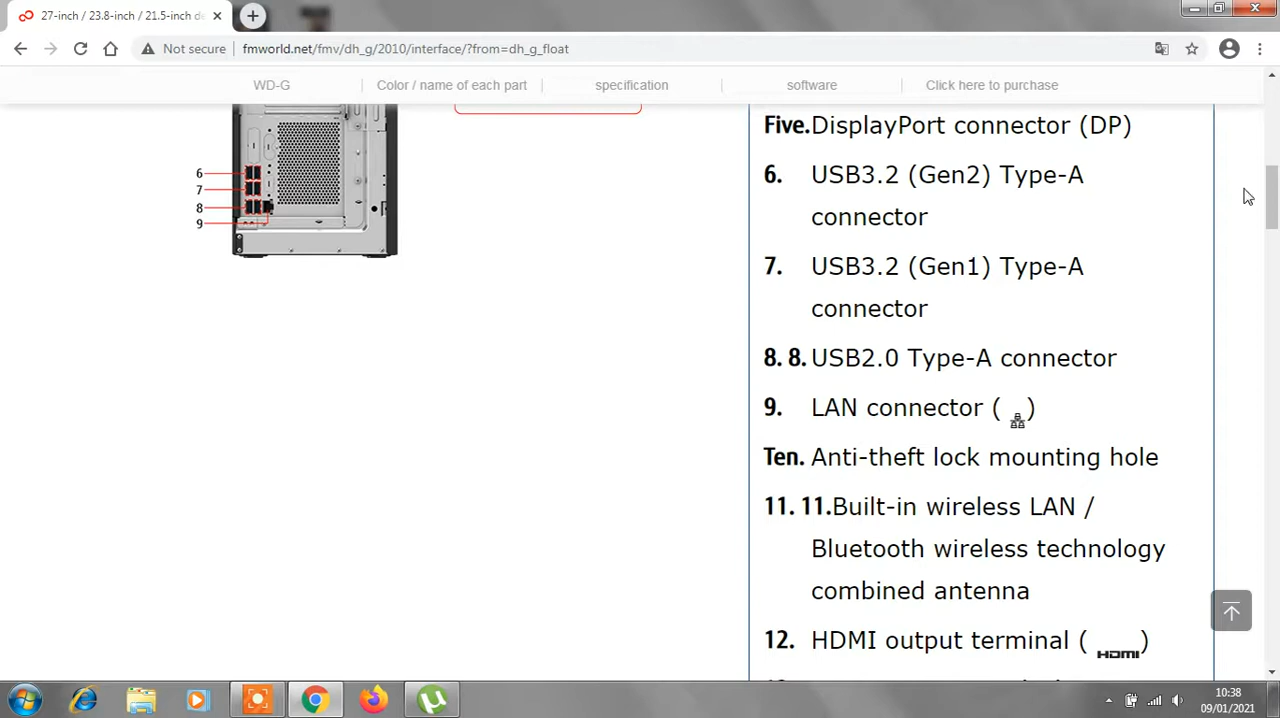 27-inch / 23.8-inch / 21.5-inch de
Not secure
fmworld.net/fmv/dh_g/2010/interface/?from=dh_g_float
WD-G
Color / name of each part
specification
software
Click here to purchase
6
7
8
9
Five. DisplayPort connector (DP)
6. USB3.2 (Gen2) Type-A
connector
7. USB3.2 (Gen1) Type-A
connector
8. 8. USB2.0 Type-A connector
9. LAN connector ( )
Ten. Anti-theft lock mounting hole
11. 11. Built-in wireless LAN /
Bluetooth wireless technology
combined antenna
12. HDMI output terminal ( HDMI )
10:38
09/01/2021